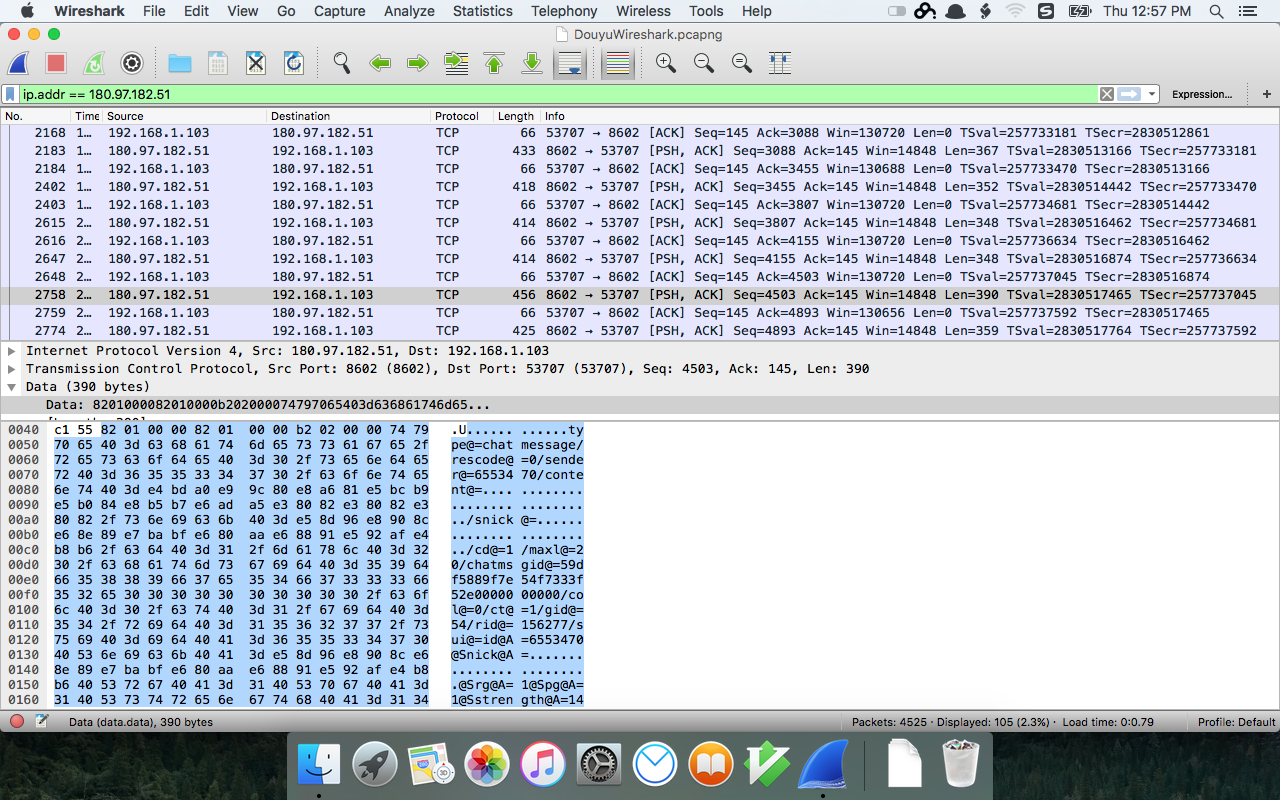 Wireshark File Edit View Go Capture Analyze Statistics Telephony Wireless Tools Help Thu 12:57 PM
DouyuWireshark.pcapng
ip.addr == 180.97.182.51 Expression... +
No. Time Source Destination Protocol Length Info
2168 1... 192.168.1.103 180.97.182.51 TCP 66 53707 → 8602 [ACK] Seq=145 Ack=3088 Win=130720 Len=0 TSval=257733181 TSecr=2830512861
2183 1... 180.97.182.51 192.168.1.103 TCP 433 8602 → 53707 [PSH, ACK] Seq=3088 Ack=145 Win=14848 Len=367 TSval=2830513166 TSecr=257733181
2184 1... 192.168.1.103 180.97.182.51 TCP 66 53707 → 8602 [ACK] Seq=145 Ack=3455 Win=130688 Len=0 TSval=257733470 TSecr=2830513166
2402 1... 180.97.182.51 192.168.1.103 TCP 418 8602 → 53707 [PSH, ACK] Seq=3455 Ack=145 Win=14848 Len=352 TSval=2830514442 TSecr=257733470
2403 1... 192.168.1.103 180.97.182.51 TCP 66 53707 → 8602 [ACK] Seq=145 Ack=3807 Win=130720 Len=0 TSval=257734681 TSecr=2830514442
2615 2... 180.97.182.51 192.168.1.103 TCP 414 8602 → 53707 [PSH, ACK] Seq=3807 Ack=145 Win=14848 Len=348 TSval=2830516462 TSecr=257734681
2616 2... 192.168.1.103 180.97.182.51 TCP 66 53707 → 8602 [ACK] Seq=145 Ack=4155 Win=130720 Len=0 TSval=257736634 TSecr=2830516462
2647 2... 180.97.182.51 192.168.1.103 TCP 414 8602 → 53707 [PSH, ACK] Seq=4155 Ack=145 Win=14848 Len=348 TSval=2830516874 TSecr=257736634
2648 2... 192.168.1.103 180.97.182.51 TCP 66 53707 → 8602 [ACK] Seq=145 Ack=4503 Win=130720 Len=0 TSval=257737045 TSecr=2830516874
2758 2... 180.97.182.51 192.168.1.103 TCP 456 8602 → 53707 [PSH, ACK] Seq=4503 Ack=145 Win=14848 Len=390 TSval=2830517465 TSecr=257737045
2759 2... 192.168.1.103 180.97.182.51 TCP 66 53707 → 8602 [ACK] Seq=145 Ack=4893 Win=130656 Len=0 TSval=257737592 TSecr=2830517465
2774 2... 180.97.182.51 192.168.1.103 TCP 425 8602 → 53707 [PSH, ACK] Seq=4893 Ack=145 Win=14848 Len=359 TSval=2830517764 TSecr=257737592
Internet Protocol Version 4, Src: 180.97.182.51, Dst: 192.168.1.103
Transmission Control Protocol, Src Port: 8602 (8602), Dst Port: 53707 (53707), Seq: 4503, Ack: 145, Len: 390
Data (390 bytes)
Data: 8201000082010000b202000074797065403d636861746d65...
0040 c1 55 82 01 00 00 82 01 00 00 b2 02 00 00 74 79 .U...... ......ty
0050 70 65 40 3d 63 68 61 74 6d 65 73 73 61 67 65 2f pe@=chat message/
0060 72 65 73 63 6f 64 65 40 3d 30 2f 73 65 6e 64 65 rescode@ =0/sende
0070 72 40 3d 36 35 35 33 34 37 30 2f 63 6f 6e 74 65 r@=65534 70/conte
0080 6e 74 40 3d e4 bd a0 e9 9c 80 e8 a6 81 e5 bc b9 nt@=.... ........
0090 e5 b0 84 e8 b5 b7 e6 ad a5 e3 80 82 e3 80 82 e3 ........ ........
00a0 80 82 2f 73 6e 69 63 6b 40 3d e5 8d 96 e8 90 8c ../snick @=......
00b0 e6 8e 89 e7 ba bf e6 80 aa e6 88 91 e5 92 af e4 ........ ........
00c0 b8 b6 2f 63 64 40 3d 31 2f 6d 61 78 6c 40 3d 32 ../cd@=1 /maxl@=2
00d0 30 2f 63 68 61 74 6d 73 67 69 64 40 3d 35 39 64 0/chatms gid@=59d
00e0 66 35 38 38 39 66 37 65 35 34 66 37 33 33 33 66 f5889f7e 54f7333f
00f0 35 32 65 30 30 30 30 30 30 30 30 30 30 2f 63 6f 52e00000 00000/co
0100 6c 40 3d 30 2f 63 74 40 3d 31 2f 67 69 64 40 3d l@=0/ct@ =1/gid@=
0110 35 34 2f 72 69 64 40 3d 31 35 36 32 37 37 2f 73 54/rid@= 156277/s
0120 75 69 40 3d 69 64 40 41 3d 36 35 35 33 34 37 30 ui@=id@A =6553470
0130 40 53 6e 69 63 6b 40 41 3d e5 8d 96 e8 90 8c e6 @Snick@A =.......
0140 8e 89 e7 ba bf e6 80 aa e6 88 91 e5 92 af e4 b8 ........ ........
0150 b6 40 53 72 67 40 41 3d 31 40 53 70 67 40 41 3d .@Srg@A= 1@Spg@A=
0160 31 40 53 73 74 72 65 6e 67 74 68 40 41 3d 31 34 1@Sstren gth@A=14
Data (data.data), 390 bytes Packets: 4525 · Displayed: 105 (2.3%) · Load time: 0:0.79 Profile: Default